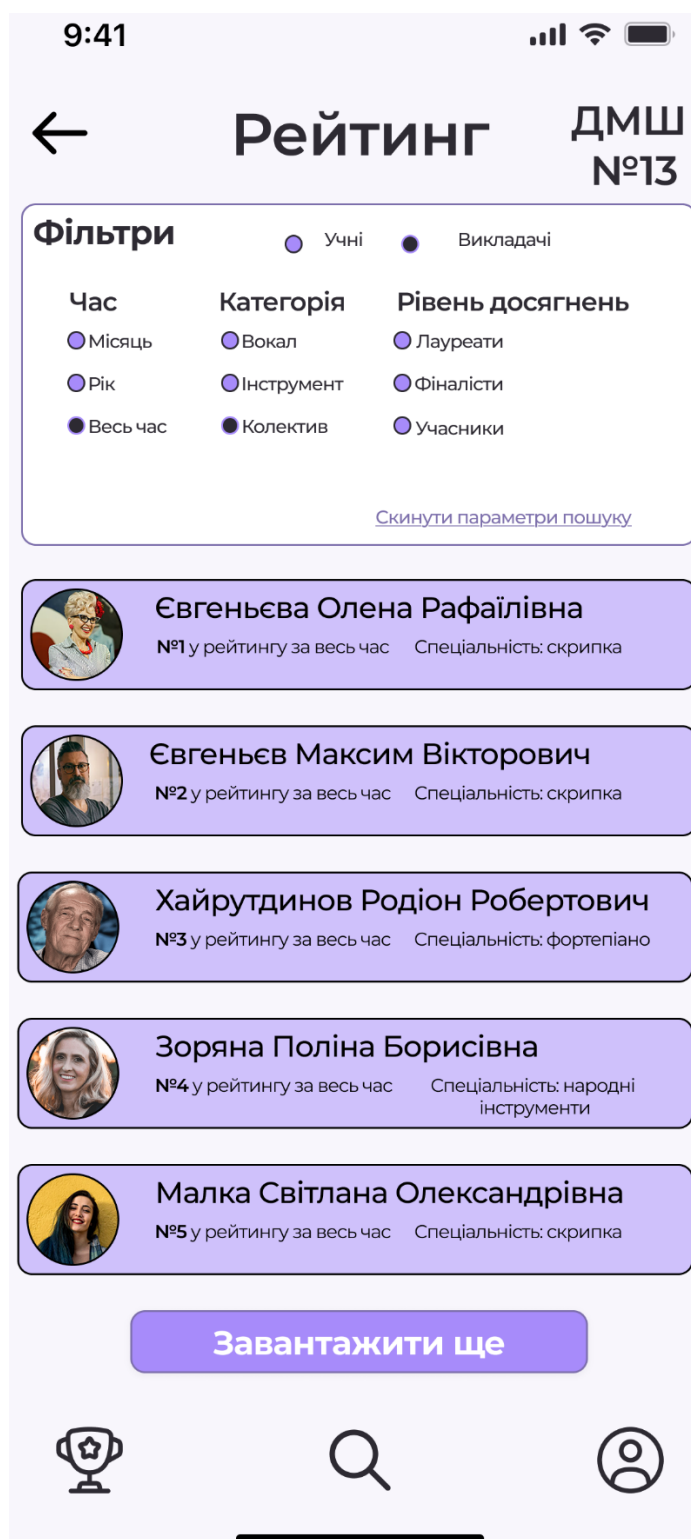 9:41
Рейтинг
ДМШ
№13
Фільтри
Учні
Викладачі
Час
Категорія
Рівень досягнень
Місяць
Вокал
Лауреати
Рік
Інструмент
Фіналісти
Весь час
Колектив
Учасники
Скинути параметри пошуку
Євгеньєва Олена Рафаїлівна
№1 у рейтингу за весь час
Спеціальність: скрипка
Євгеньєв Максим Вікторович
№2 у рейтингу за весь час
Спеціальність: скрипка
Хайрутдинов Родіон Робертович
№3 у рейтингу за весь час
Спеціальність: фортепіано
Зоряна Поліна Борисівна
№4 у рейтингу за весь час
Спеціальність: народні
інструменти
Малка Світлана Олександрівна
№5 у рейтингу за весь час
Спеціальність: скрипка
Завантажити ще